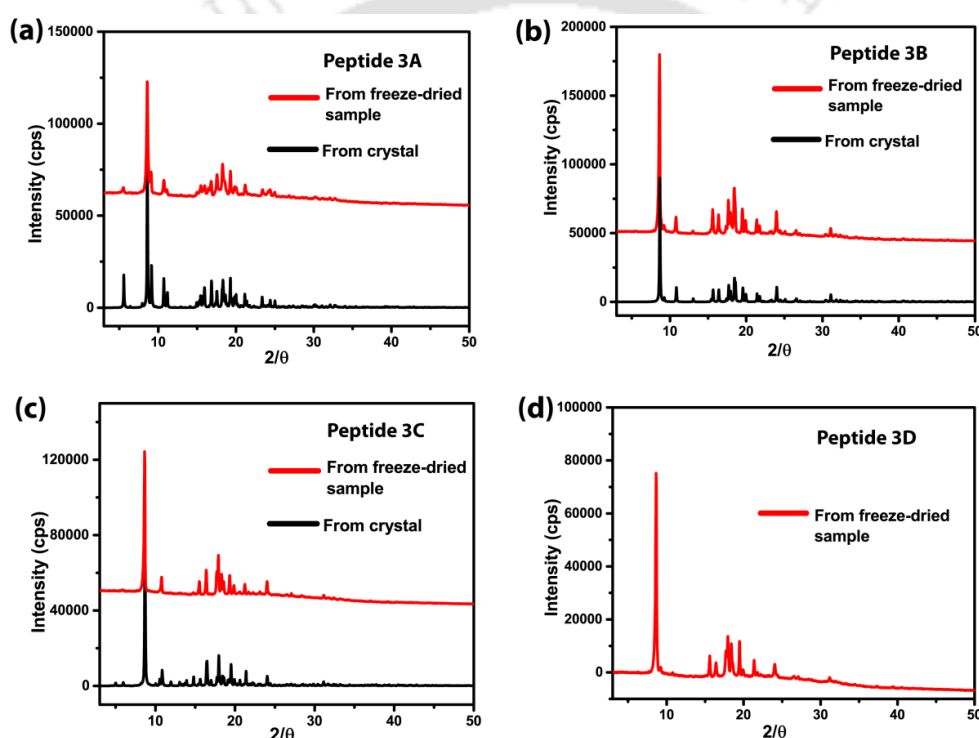 (a)
150000
100000
50000
0
Intensity (cps)
Peptide 3A
From freeze-dried
sample
From crystal
10 20 30 40 50
2/θ
(b)
200000
150000
100000
50000
0
Intensity (cps)
Peptide 3B
From freeze-dried
sample
From crystal
10 20 30 40 50
2/θ
(c)
120000
80000
40000
0
Intensity (cps)
Peptide 3C
From freeze-dried
sample
From crystal
10 20 30 40 50
2/θ
(d)
100000
80000
60000
40000
20000
0
Intensity (cps)
Peptide 3D
From freeze-dried
sample
10 20 30 40 50
2/θ